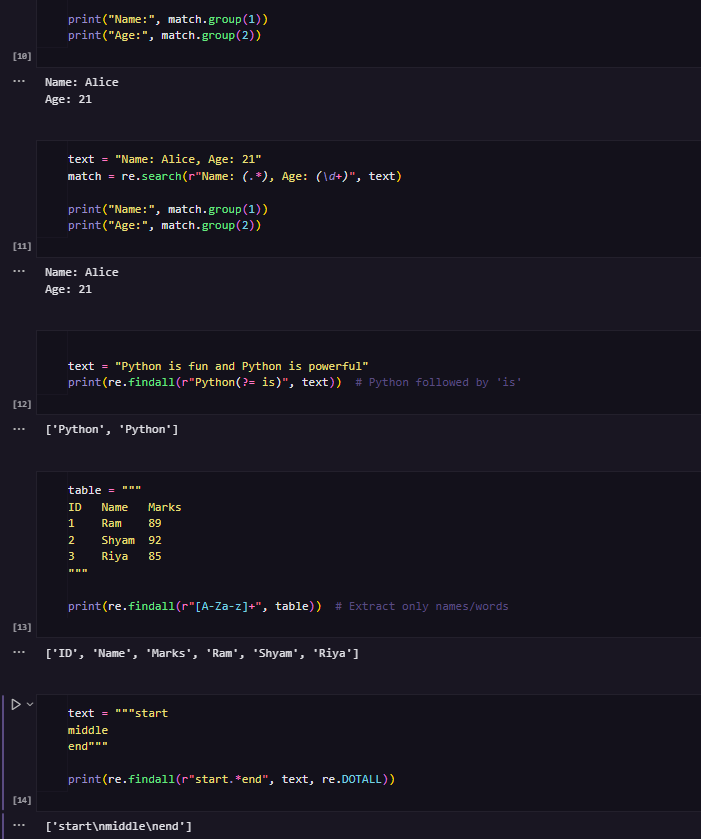 print("Name:", match.group(1))
print("Age:", match.group(2))
[10]
... Name: Alice
Age: 21
text = "Name: Alice, Age: 21"
match = re.search(r"Name: (.*), Age: (\d+)", text)
print("Name:", match.group(1))
print("Age:", match.group(2))
[11]
... Name: Alice
Age: 21
text = "Python is fun and Python is powerful"
print(re.findall(r"Python(?= is)", text))  # Python followed by 'is'
[12]
... ['Python', 'Python']
table = """
ID   Name   Marks
1    Ram    89
2    Shyam  92
3    Riya   85
"""
print(re.findall(r"[A-Za-z]+", table))  # Extract only names/words
[13]
... ['ID', 'Name', 'Marks', 'Ram', 'Shyam', 'Riya']
text = """start
middle
end"""
print(re.findall(r"start.*end", text, re.DOTALL))
[14]
... ['start\nmiddle\nend']